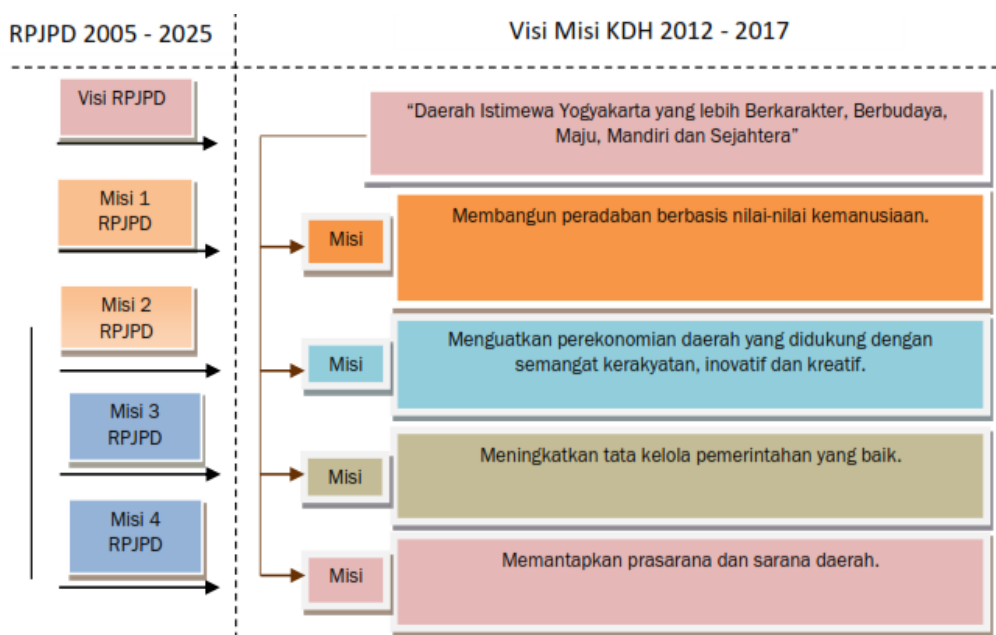 RPJPD 2005 - 2025
Visi Misi KDH 2012 - 2017
Visi RPJPD
"Daerah Istimewa Yogyakarta yang lebih Berkarakter, Berbudaya,
Maju, Mandiri dan Sejahtera"
Misi 1
RPJPD
Misi
Membangun peradaban berbasis nilai-nilai kemanusiaan.
Misi 2
RPJPD
Misi
Menguatkan perekonomian daerah yang didukung dengan
semangat kerakyatan, inovatif dan kreatif.
Misi 3
RPJPD
Misi
Meningkatkan tata kelola pemerintahan yang baik.
Misi 4
RPJPD
Misi
Memantapkan prasarana dan sarana daerah.